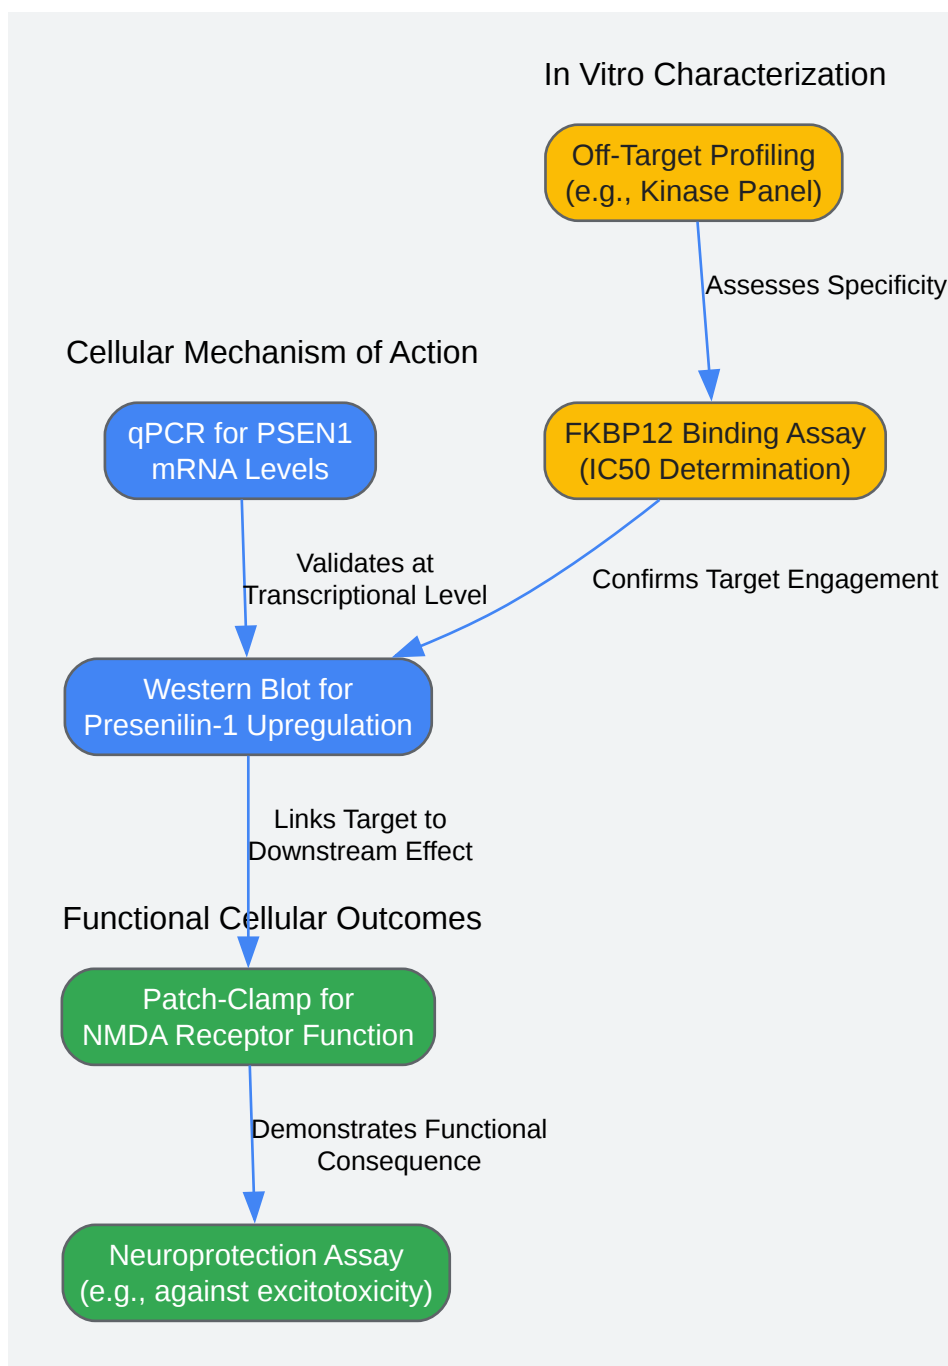 In Vitro Characterization
Off-Target Profiling
(e.g., Kinase Panel)
Assesses Specificity
Cellular Mechanism of Action
qPCR for PSEN1
mRNA Levels
FKBP12 Binding Assay
(IC50 Determination)
Validates at
Transcriptional Level
Confirms Target Engagement
Western Blot for
Presenilin-1 Upregulation
Links Target to
Downstream Effect
Functional Cellular Outcomes
Patch-Clamp for
NMDA Receptor Function
Demonstrates Functional
Consequence
Neuroprotection Assay
(e.g., against excitotoxicity)